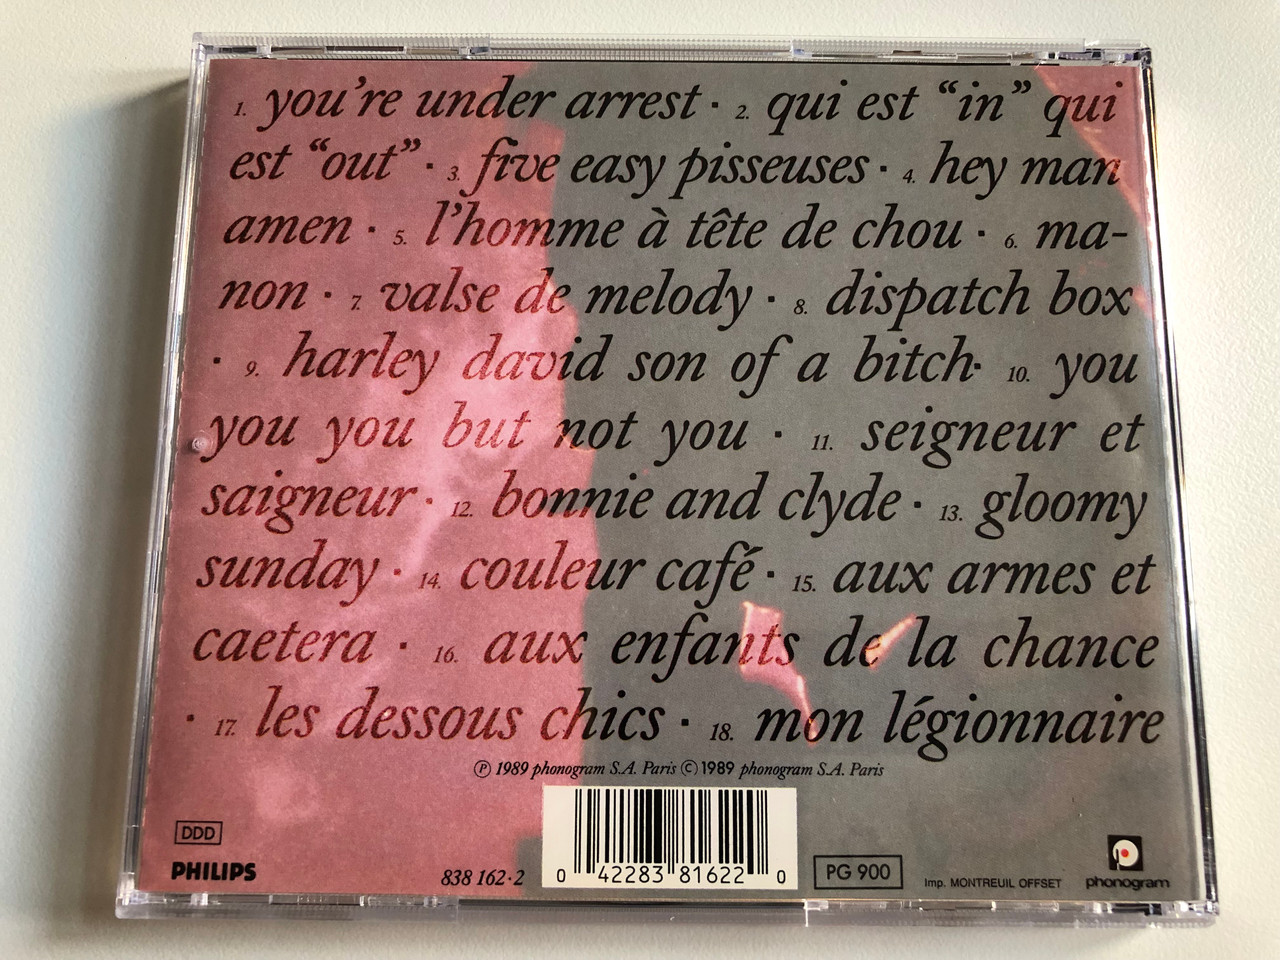 1. you're under arrest · 2. qui est “in” qui
est “out” · 3. five easy pisseuses · 4. hey man
amen · 5. l'homme à tête de chou · 6. ma-
non · 7. valse de melody · 8. dispatch box
· 9. harley david son of a bitch· 10. you
you you but not you · 11. seigneur et
saigneur · 12. bonnie and clyde · 13. gloomy
sunday · 14. couleur café · 15. aux armes et
caetera · 16. aux enfants de la chance
· 17. les dessous chics · 18. mon légionnaire
℗ 1989 phonogram S.A. Paris © 1989 phonogram S.A. Paris
DDD
PHILIPS
838 162·2
0 42283 81622 0
PG 900
Imp. MONTREUIL OFFSET
phonogram